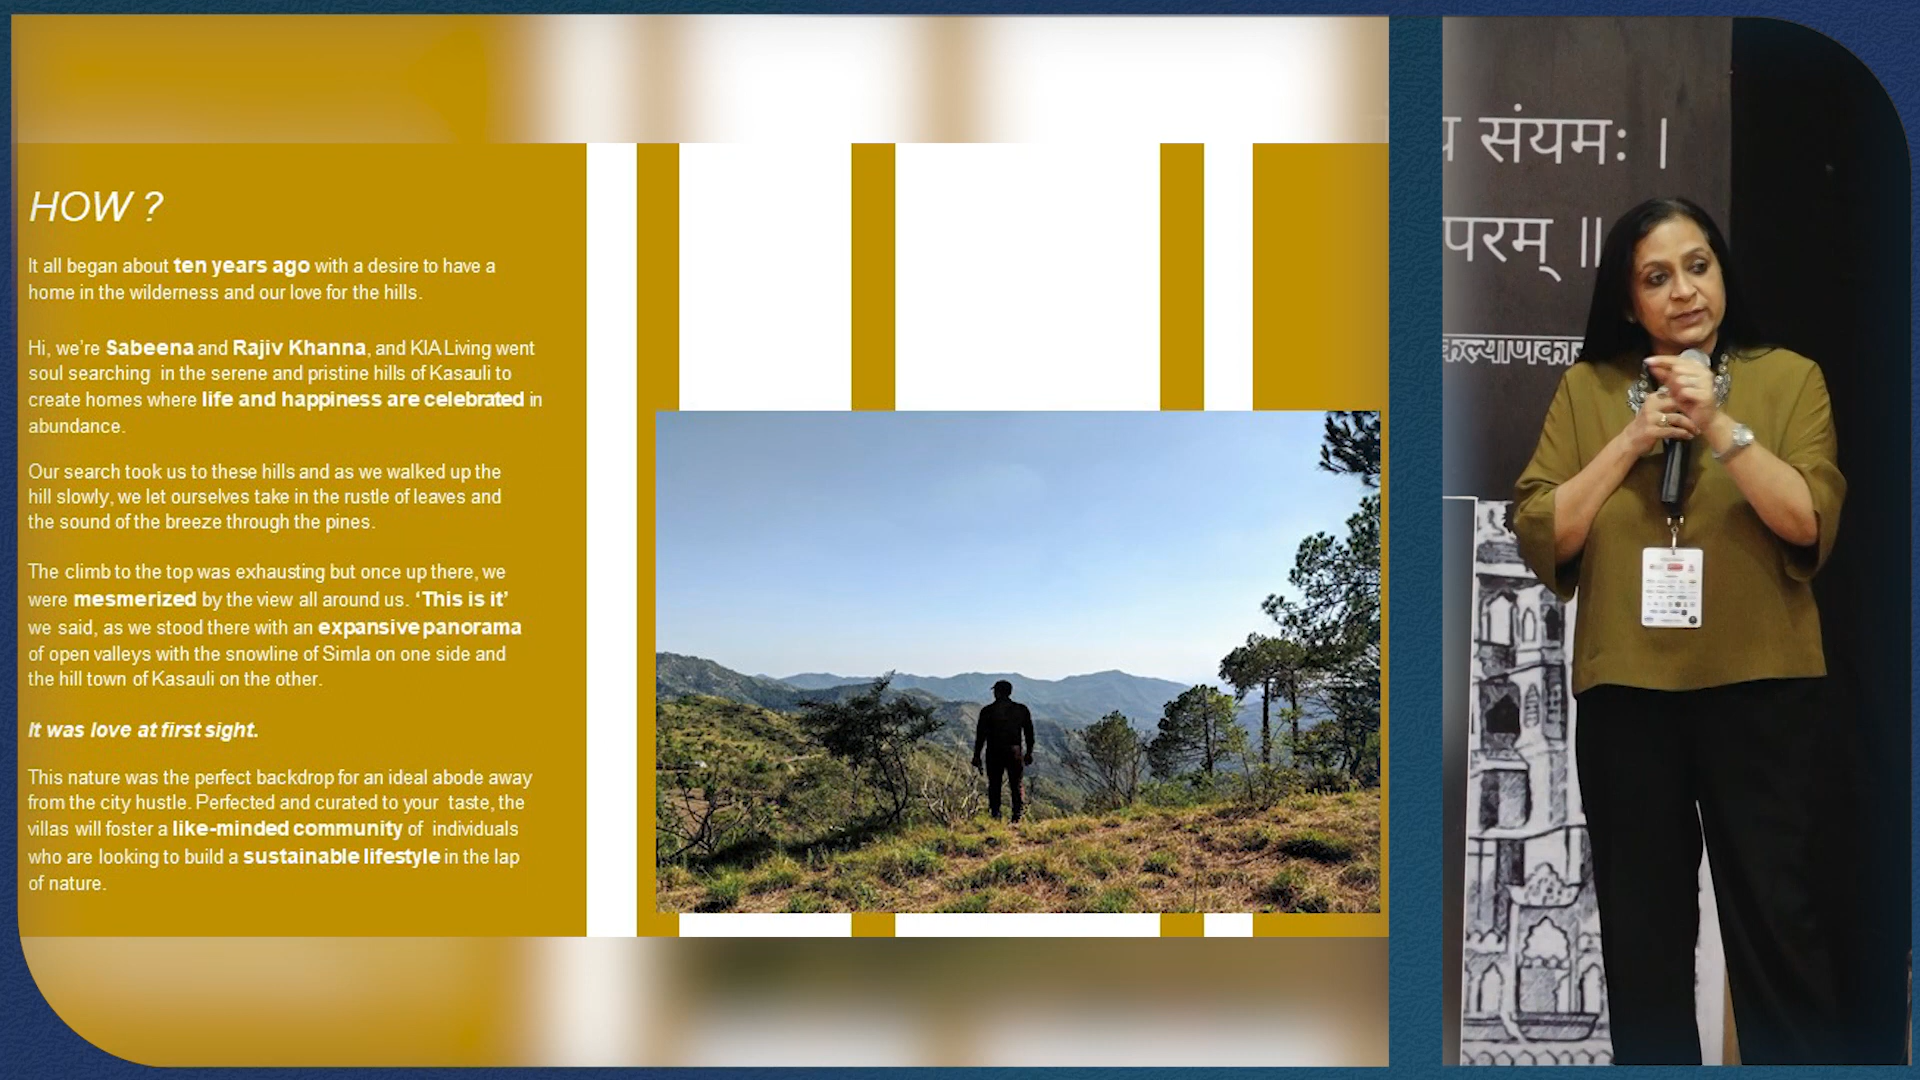 HOW ?
It all began about ten years ago with a desire to have a
home in the wilderness and our love for the hills.
Hi, we're Sabeena and Rajiv Khanna, and KIA Living went
soul searching in the serene and pristine hills of Kasauli to
create homes where life and happiness are celebrated in
abundance.
Our search took us to these hills and as we walked up the
hill slowly, we let ourselves take in the rustle of leaves and
the sound of the breeze through the pines.
The climb to the top was exhausting but once up there, we
were mesmerized by the view all around us. ‘This is it’
we said, as we stood there with an expansive panorama
of open valleys with the snowline of Simla on one side and
the hill town of Kasauli on the other.
It was love at first sight.
This nature was the perfect backdrop for an ideal abode away
from the city hustle. Perfected and curated to your taste, the
villas will foster a like-minded community of individuals
who are looking to build a sustainable lifestyle in the lap
of nature.
संयमः |
परम् ||